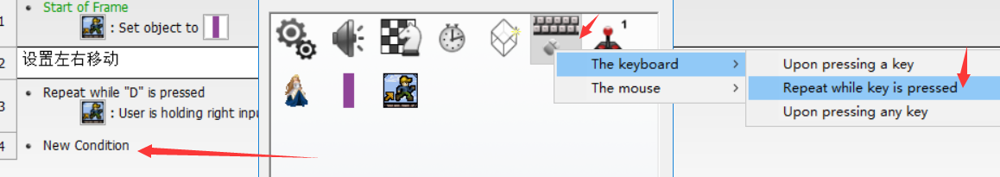 1
Start of Frame
: Set object to
2
设置左右移动
3
Repeat while "D" is pressed
: User is holding right inpu
4
New Condition
1
The keyboard
The mouse
Upon pressing a key
Repeat while key is pressed
Upon pressing any key